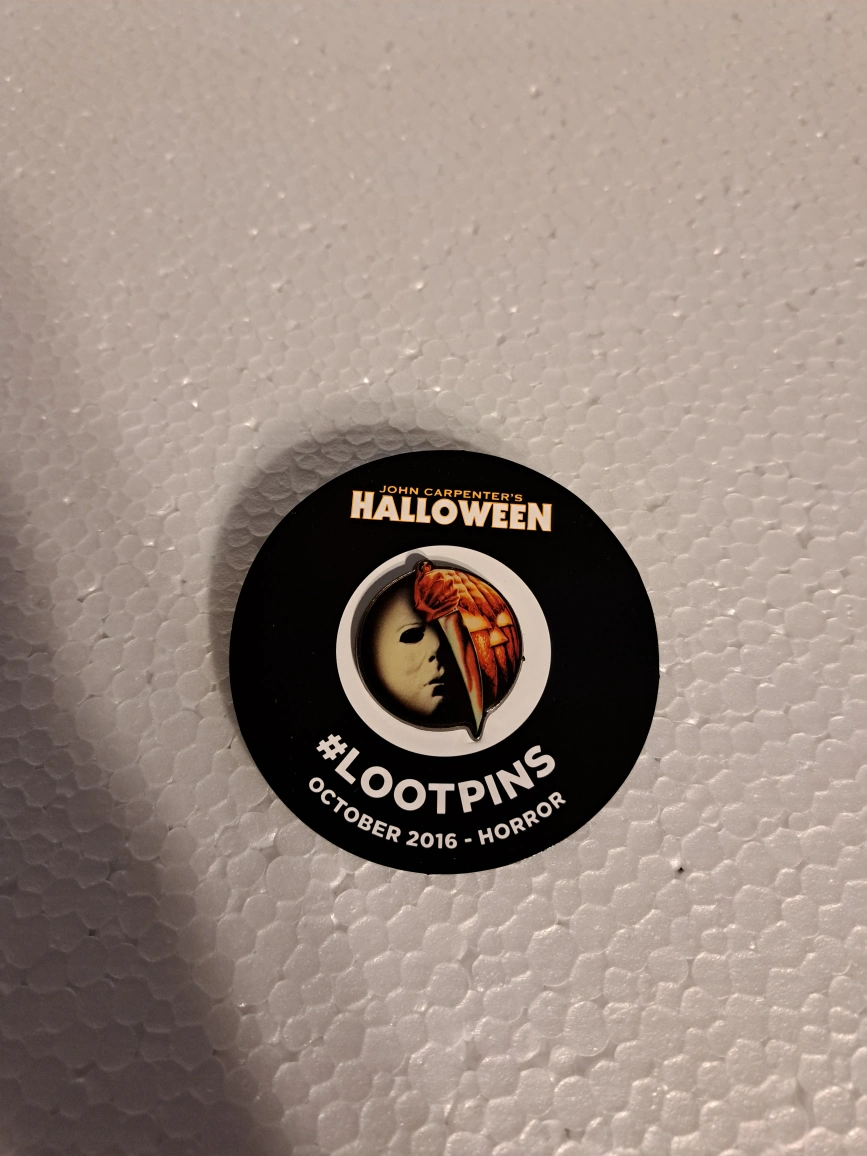 JOHN CARPENTER'S
HALLOWEEN
#LOOTPINS
OCTOBER 2016 - HORROR